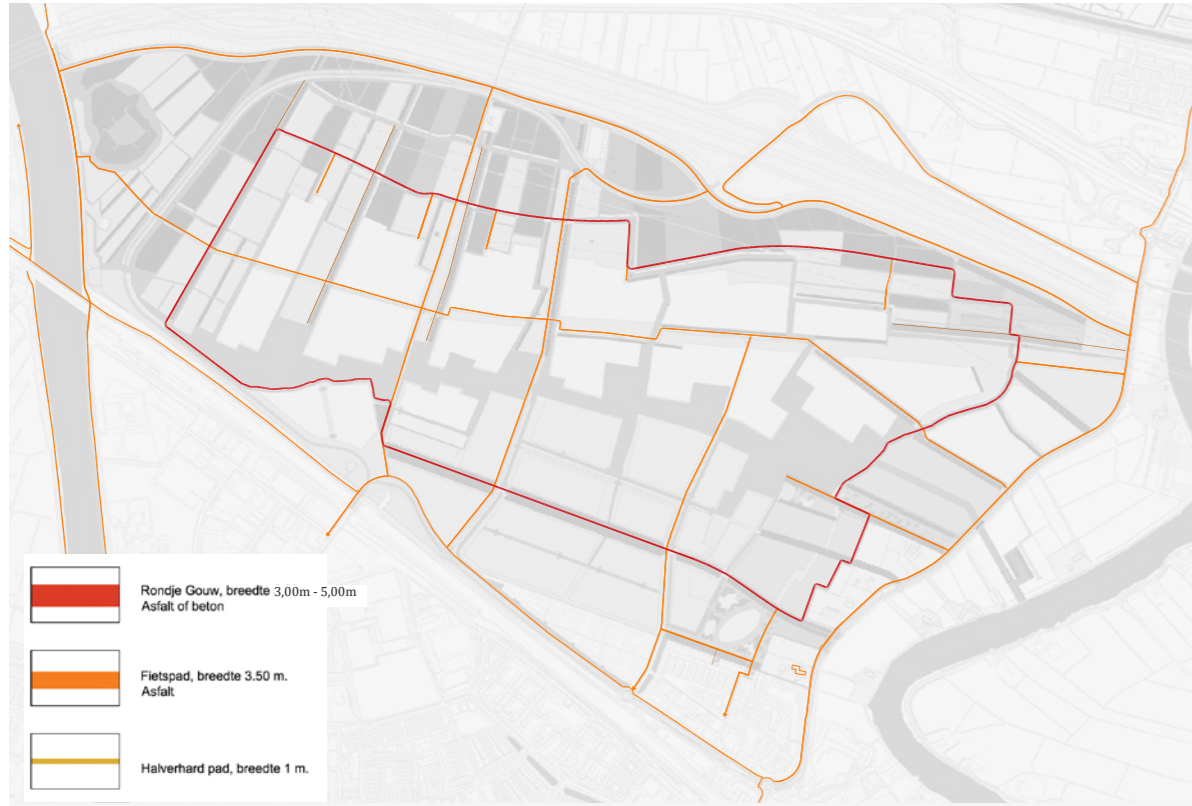 Rondje Gouw, breedte 3,00m - 5,00m
Asfalt of beton
Fietspad, breedte 3.50 m.
Asfalt
Halverhard pad, breedte 1 m.